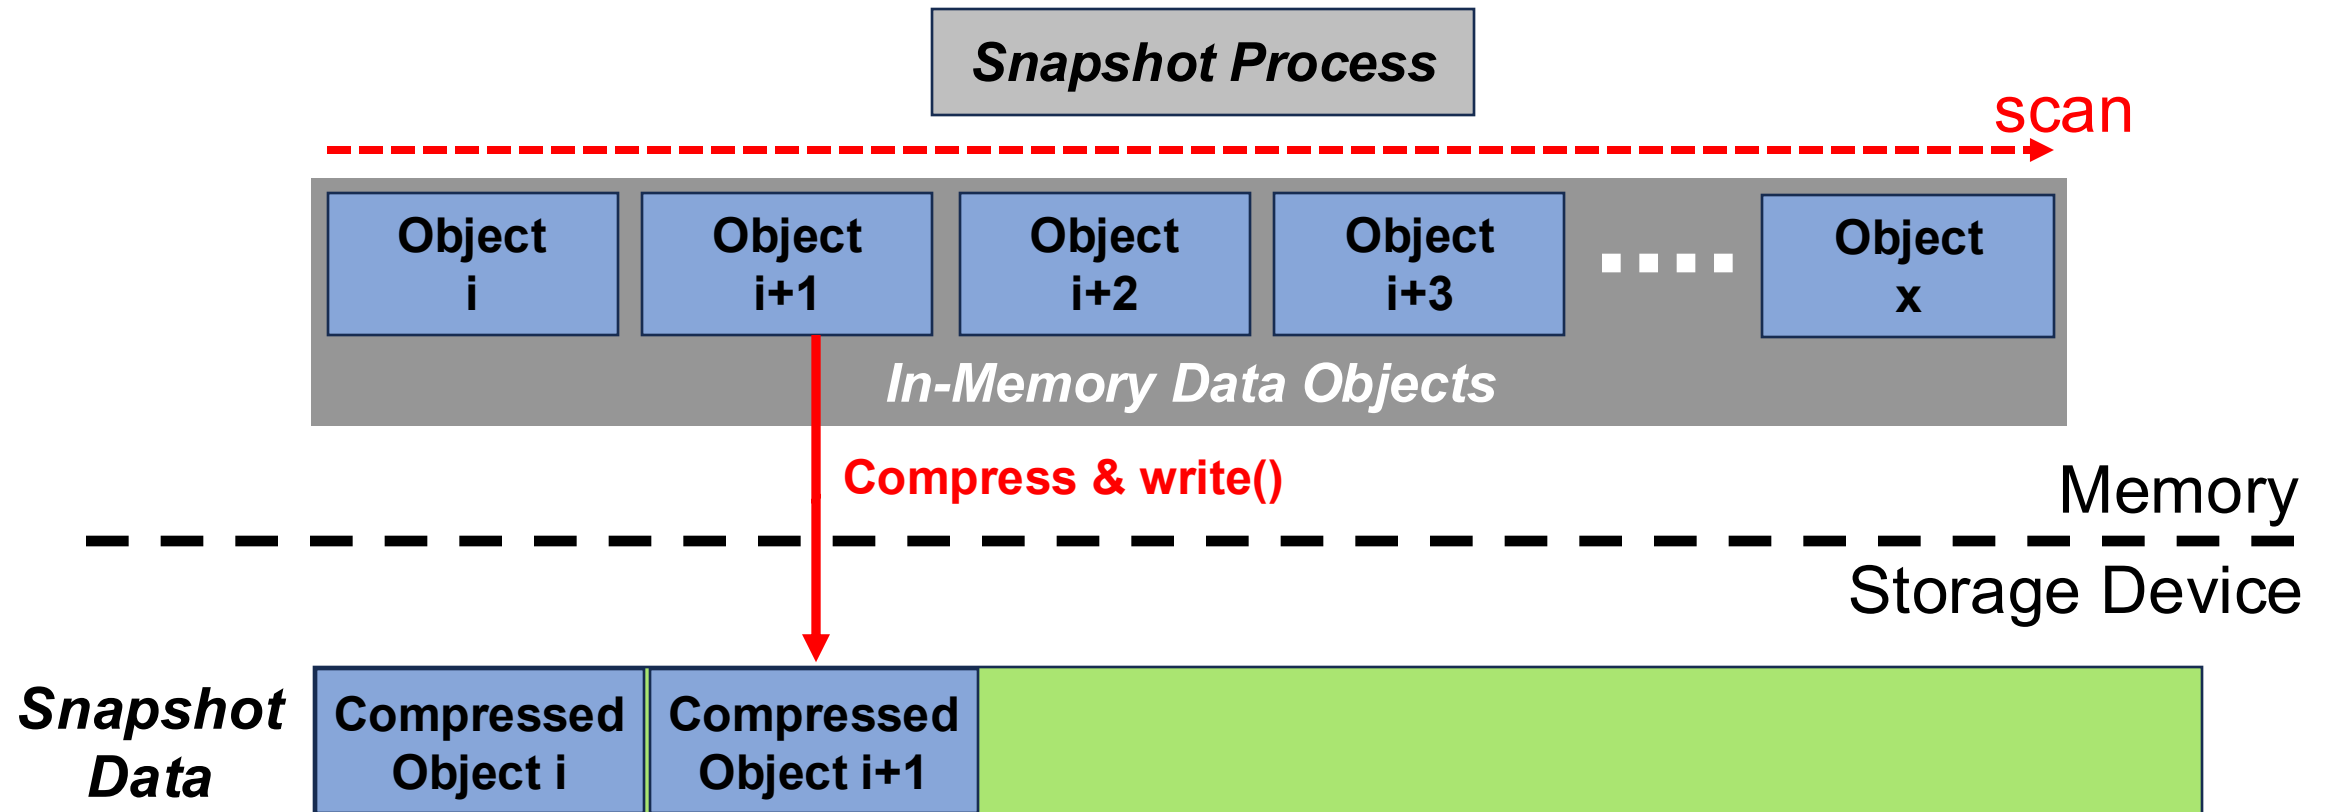 Snapshot Process
scan
Object
i
Object
i+1
Object
i+2
Object
i+3
Object
x
In-Memory Data Objects
Compress & write()
Memory
Storage Device
Snapshot
Data
Compressed
Object i
Compressed
Object i+1